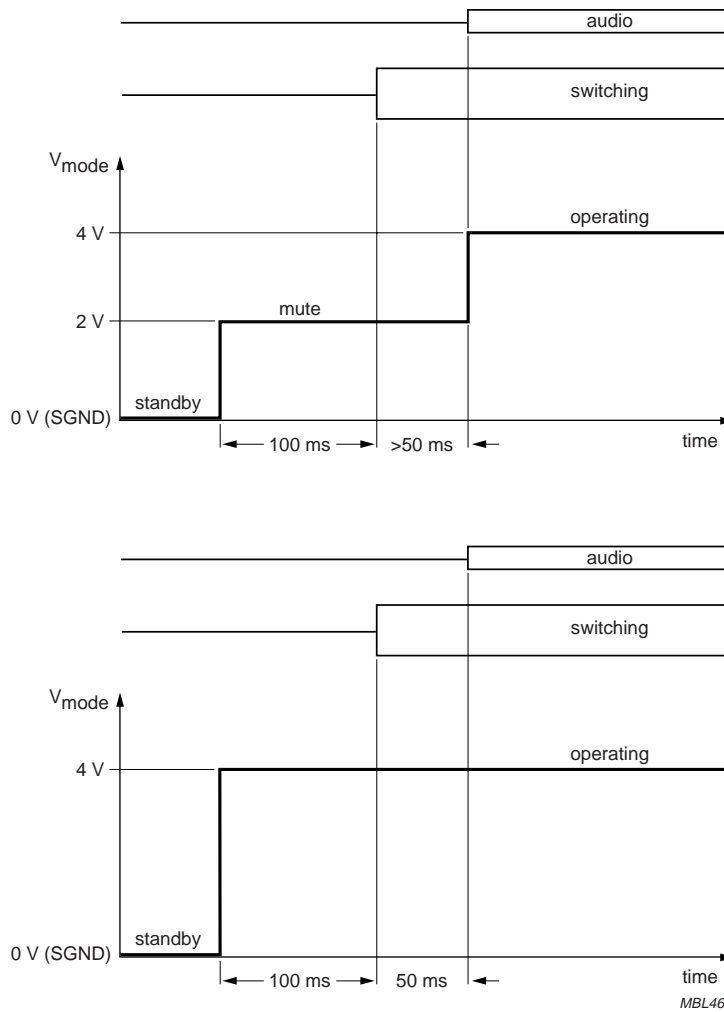 audio
switching
Vmode
4 V
operating
2 V
mute
standby
0 V (SGND)
100 ms
>50 ms
time
audio
switching
Vmode
4 V
operating
standby
0 V (SGND)
100 ms
50 ms
time
MBL46